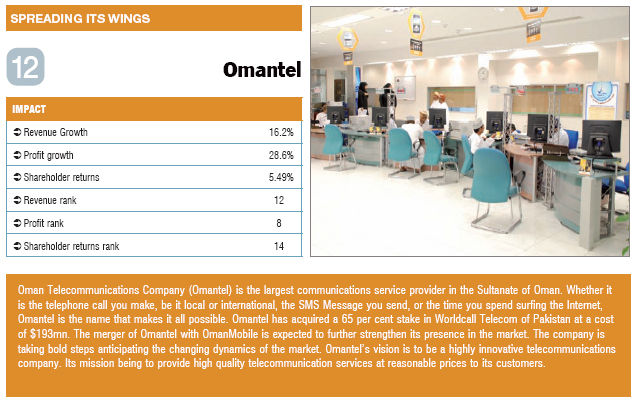 SPREADING ITS WINGS
12
Omantel
IMPACT
➲ Revenue Growth 16.2%
➲ Profit growth 28.6%
➲ Shareholder returns 5.49%
➲ Revenue rank 12
➲ Profit rank 8
➲ Shareholder returns rank 14
Oman Telecommunications Company (Omantel) is the largest communications service provider in the Sultanate of Oman. Whether it
is the telephone call you make, be it local or international, the SMS Message you send, or the time you spend surfing the Internet,
Omantel is the name that makes it all possible. Omantel has acquired a 65 per cent stake in Worldcall Telecom of Pakistan at a cost
of $193mn. The merger of Omantel with OmanMobile is expected to further strengthen its presence in the market. The company is
taking bold steps anticipating the changing dynamics of the market. Omantel's vision is to be a highly innovative telecommunications
company. Its mission being to provide high quality telecommunication services at reasonable prices to its customers.